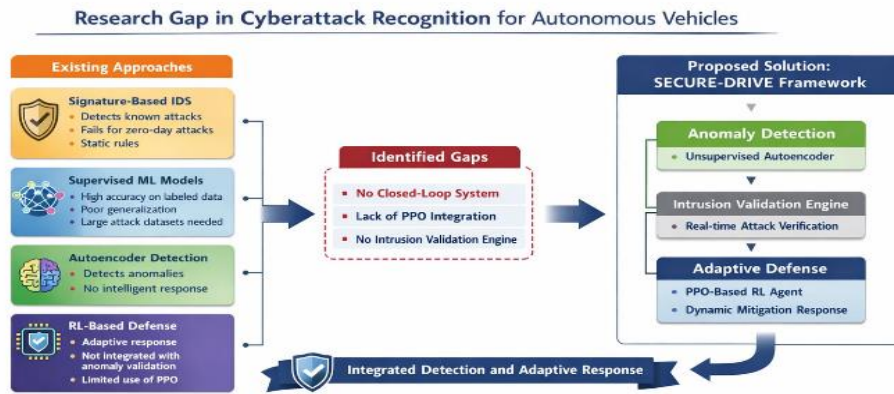 Research Gap in Cyberattack Recognition for Autonomous Vehicles
Existing Approaches
Signature-Based IDS
• Detects known attacks
• Fails for zero-day attacks
• Static rules
Supervised ML Models
• High accuracy on labeled data
• Poor generalization
• Large attack datasets needed
Autoencoder Detection
• Detects anomalies
• No intelligent response
RL-Based Defense
• Adaptive response
• Not integrated with
anomaly validation
• Limited use of PPO
Identified Gaps
▪ No Closed-Loop System
▪ Lack of PPO Integration
▪ No Intrusion Validation Engine
Proposed Solution:
SECURE-DRIVE Framework
Anomaly Detection
• Unsupervised Autoencoder
Intrusion Validation Engine
• Real-time Attack Verification
Adaptive Defense
• PPO-Based RL Agent
• Dynamic Mitigation Response
Integrated Detection and Adaptive Response